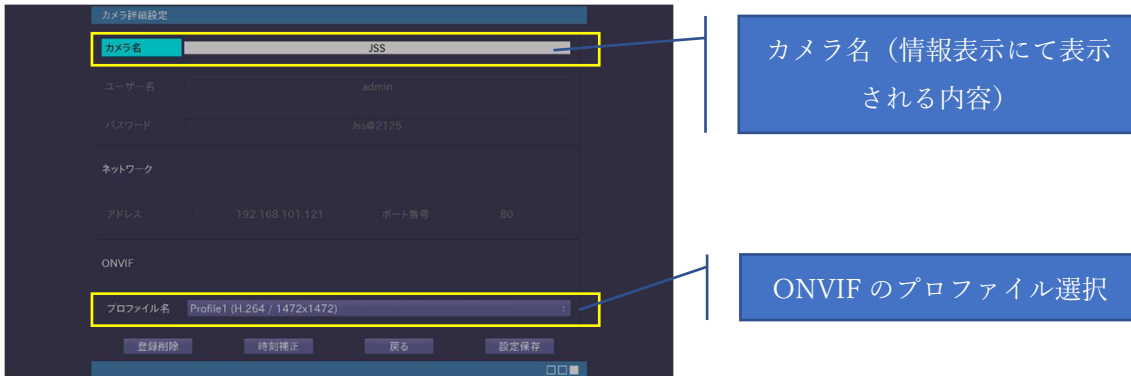 カメラ詳細設定
カメラ名 JSS
ユーザー名 admin
パスワード Jss@2125
ネットワーク
アドレス 192.168.101.121 ポート番号 80
ONVIF
プロファイル名 Profile1 (H.264 / 1472x1472)
登録削除 時刻補正 戻る 設定保存
カメラ名（情報表示にて表示
される内容）
ONVIF のプロファイル選択